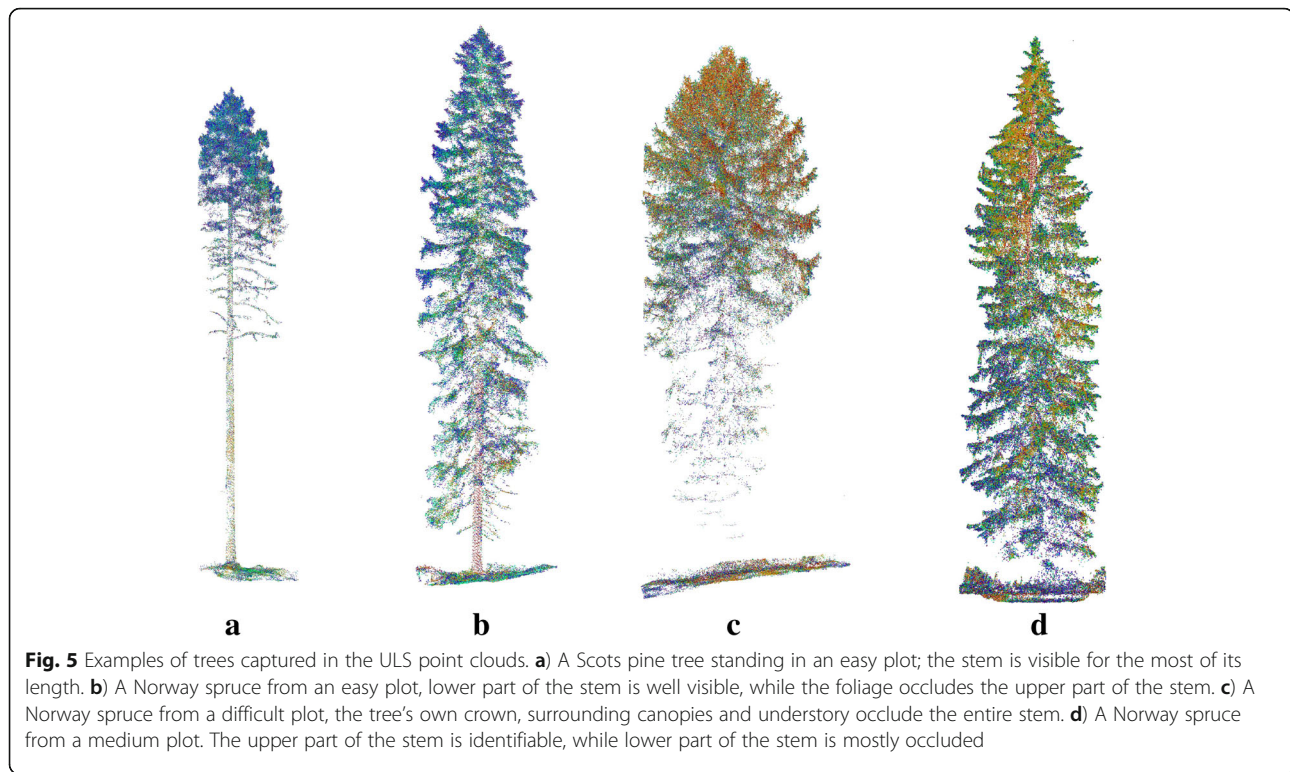 a b c d
Fig. 5 Examples of trees captured in the ULS point clouds. a) A Scots pine tree standing in an easy plot; the stem is visible for the most of its
length. b) A Norway spruce from an easy plot, lower part of the stem is well visible, while the foliage occludes the upper part of the stem. c) A
Norway spruce from a difficult plot, the tree's own crown, surrounding canopies and understory occlude the entire stem. d) A Norway spruce
from a medium plot. The upper part of the stem is identifiable, while lower part of the stem is mostly occluded